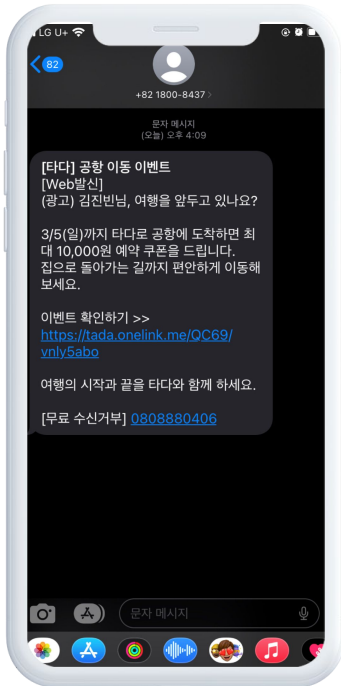 LG U+
82
+82 1800-8437 >
문자 메시지
(오늘) 오후 4:09
[타다] 공항 이동 이벤트
[Web발신]
(광고) 김진빈님, 여행을 앞두고 있나요?
3/5(일)까지 타다로 공항에 도착하면 최
대 10,000원 예약 쿠폰을 드립니다.
집으로 돌아가는 길까지 편안하게 이동해
보세요.
이벤트 확인하기 >>
https://tada.onelink.me/QC69/
vnly5abo
여행의 시작과 끝을 타다와 함께 하세요.
[무료 수신거부] 0808880406
문자 메시지